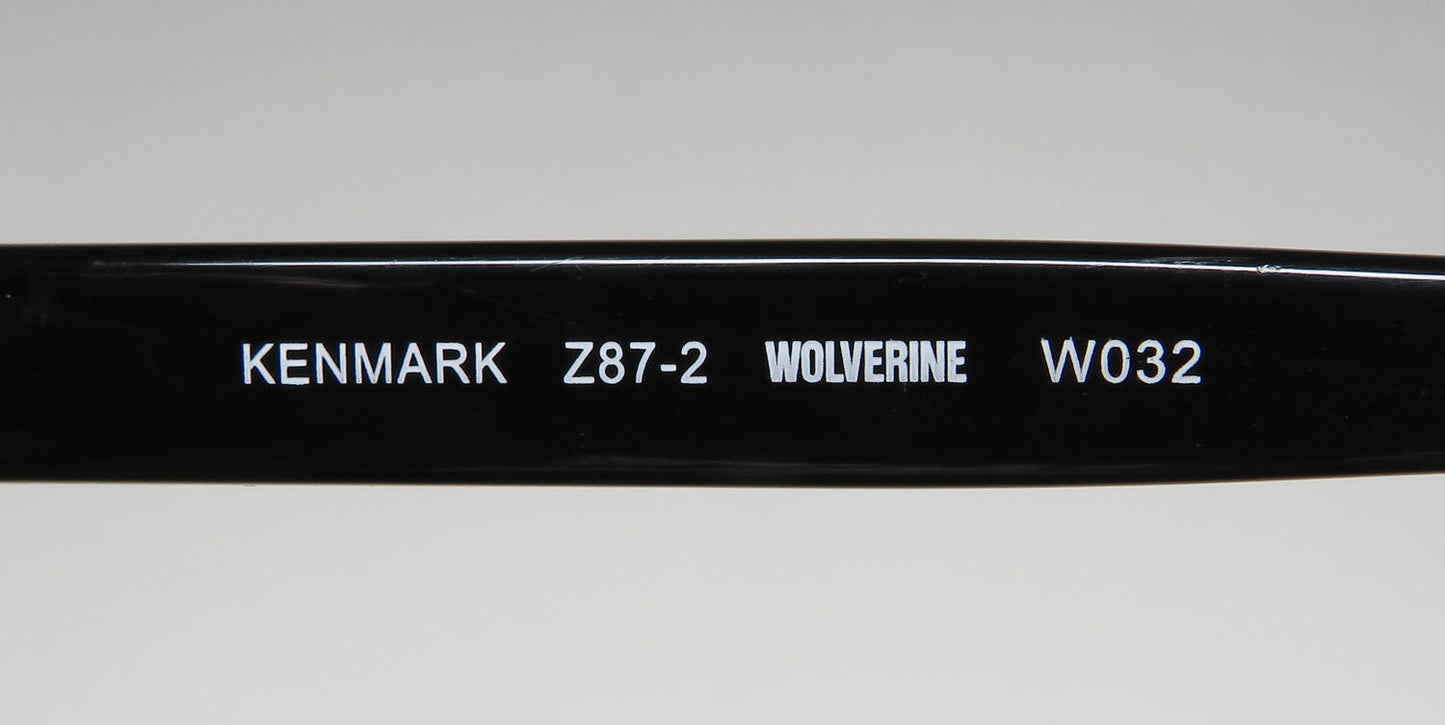 KENMARK Z87-2 WOLVERINE W032